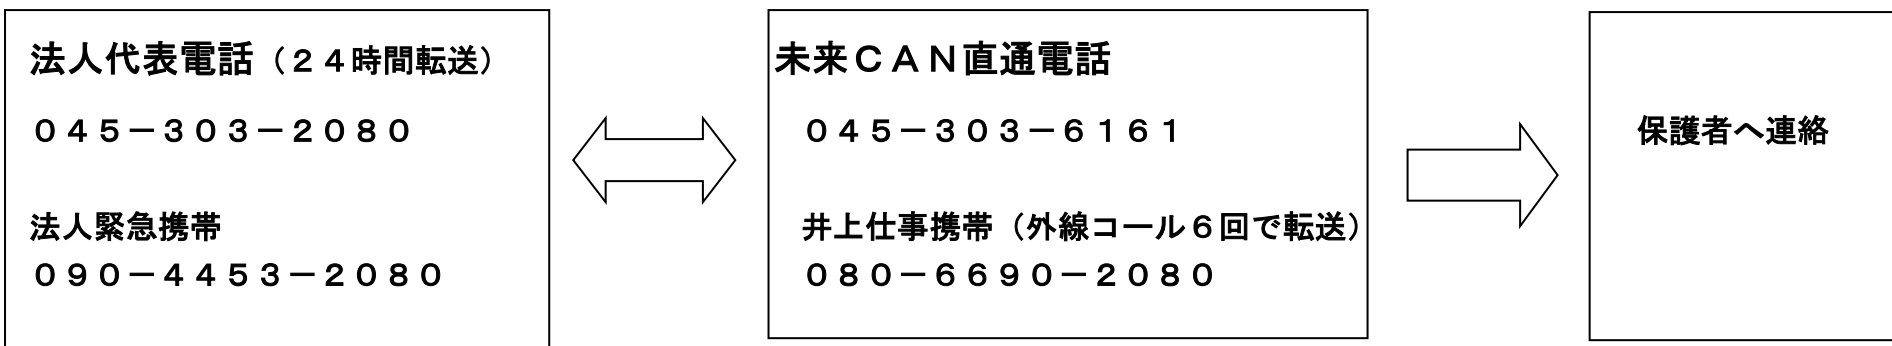 法人代表電話（２４時間転送）
０４５－３０３－２０８０
法人緊急携帯
０９０－４４５３－２０８０
未来ＣＡＮ直通電話
０４５－３０３－６１６１
井上仕事携帯（外線コール６回で転送）
０８０－６６９０－２０８０
保護者へ連絡